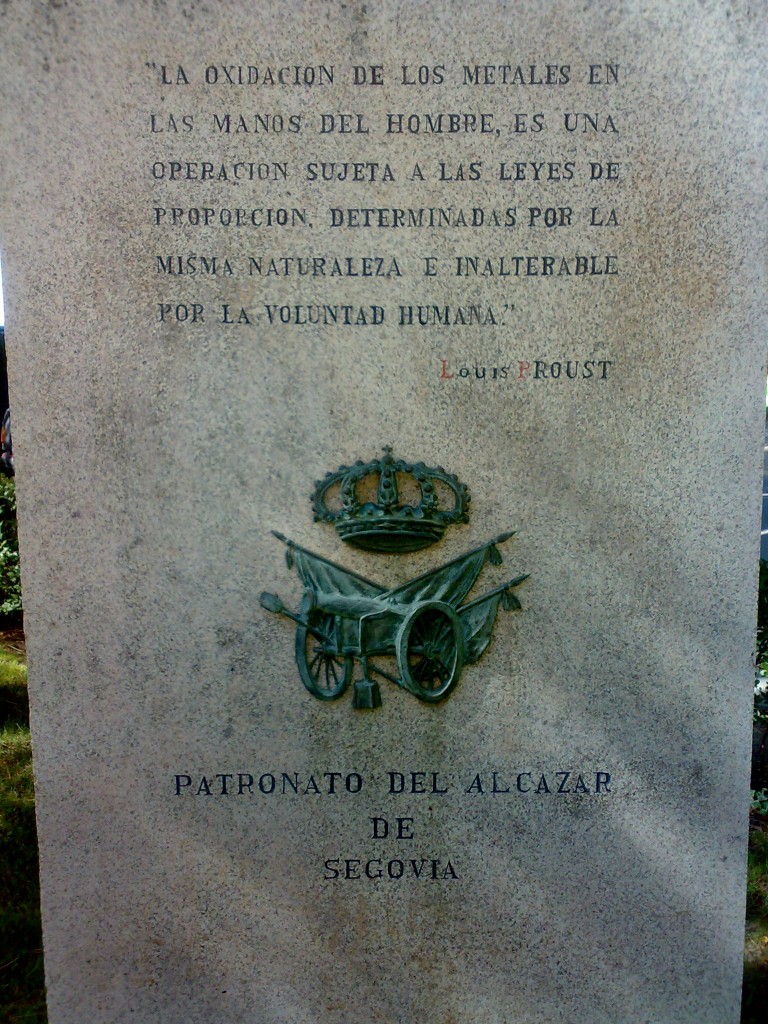 "LA OXIDACION DE LOS METALES EN
LAS MANOS DEL HOMBRE, ES UNA
OPERACION SUJETA A LAS LEYES DE
PROPORCION, DETERMINADAS POR LA
MISMA NATURALEZA E INALTERABLE
POR LA VOLUNTAD HUMANA."
Louis PROUST
PATRONATO DEL ALCAZAR
DE
SEGOVIA